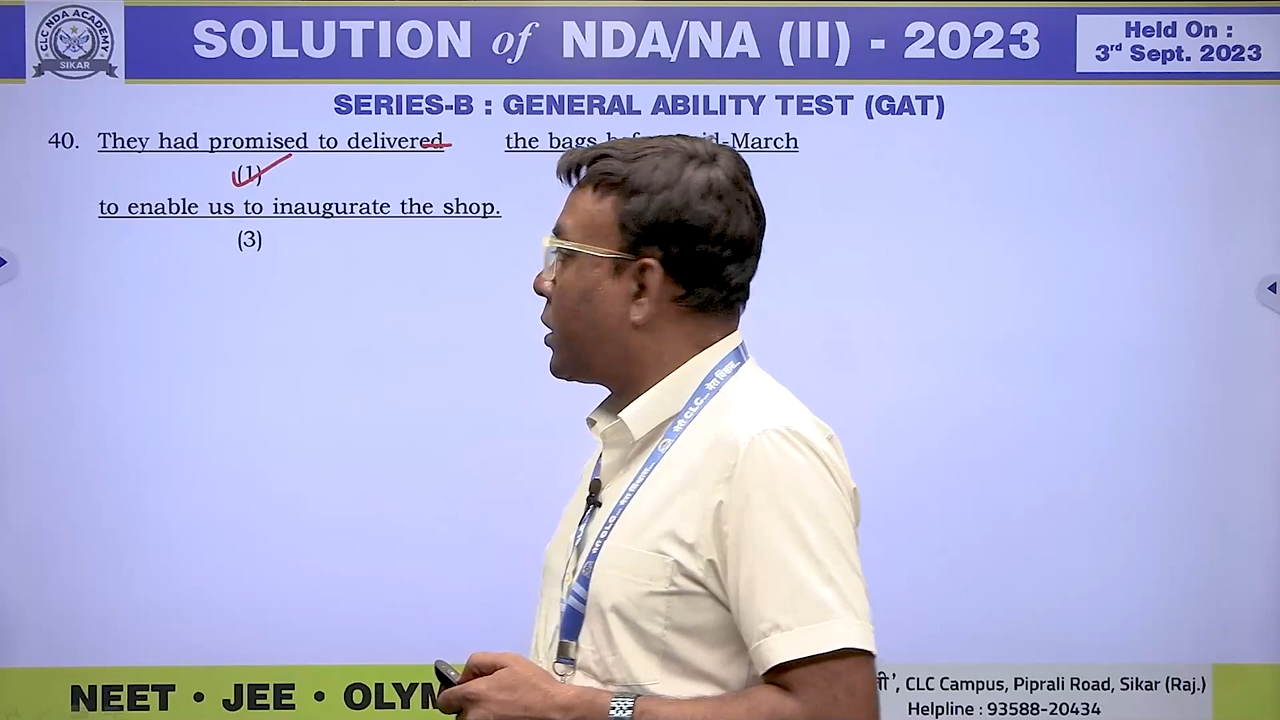 CLC NDA ACADEMY
SIKAR
SOLUTION of NDA/NA (II) - 2023
Held On :
3rd Sept. 2023
SERIES-B : GENERAL ABILITY TEST (GAT)
40. They had promised to delivered the bags mid-March
(1)
to enable us to inaugurate the shop.
(3)
NEET • JEE • OLYM
CLC Campus, Piprali Road, Sikar (Raj.)
Helpline : 93588-20434